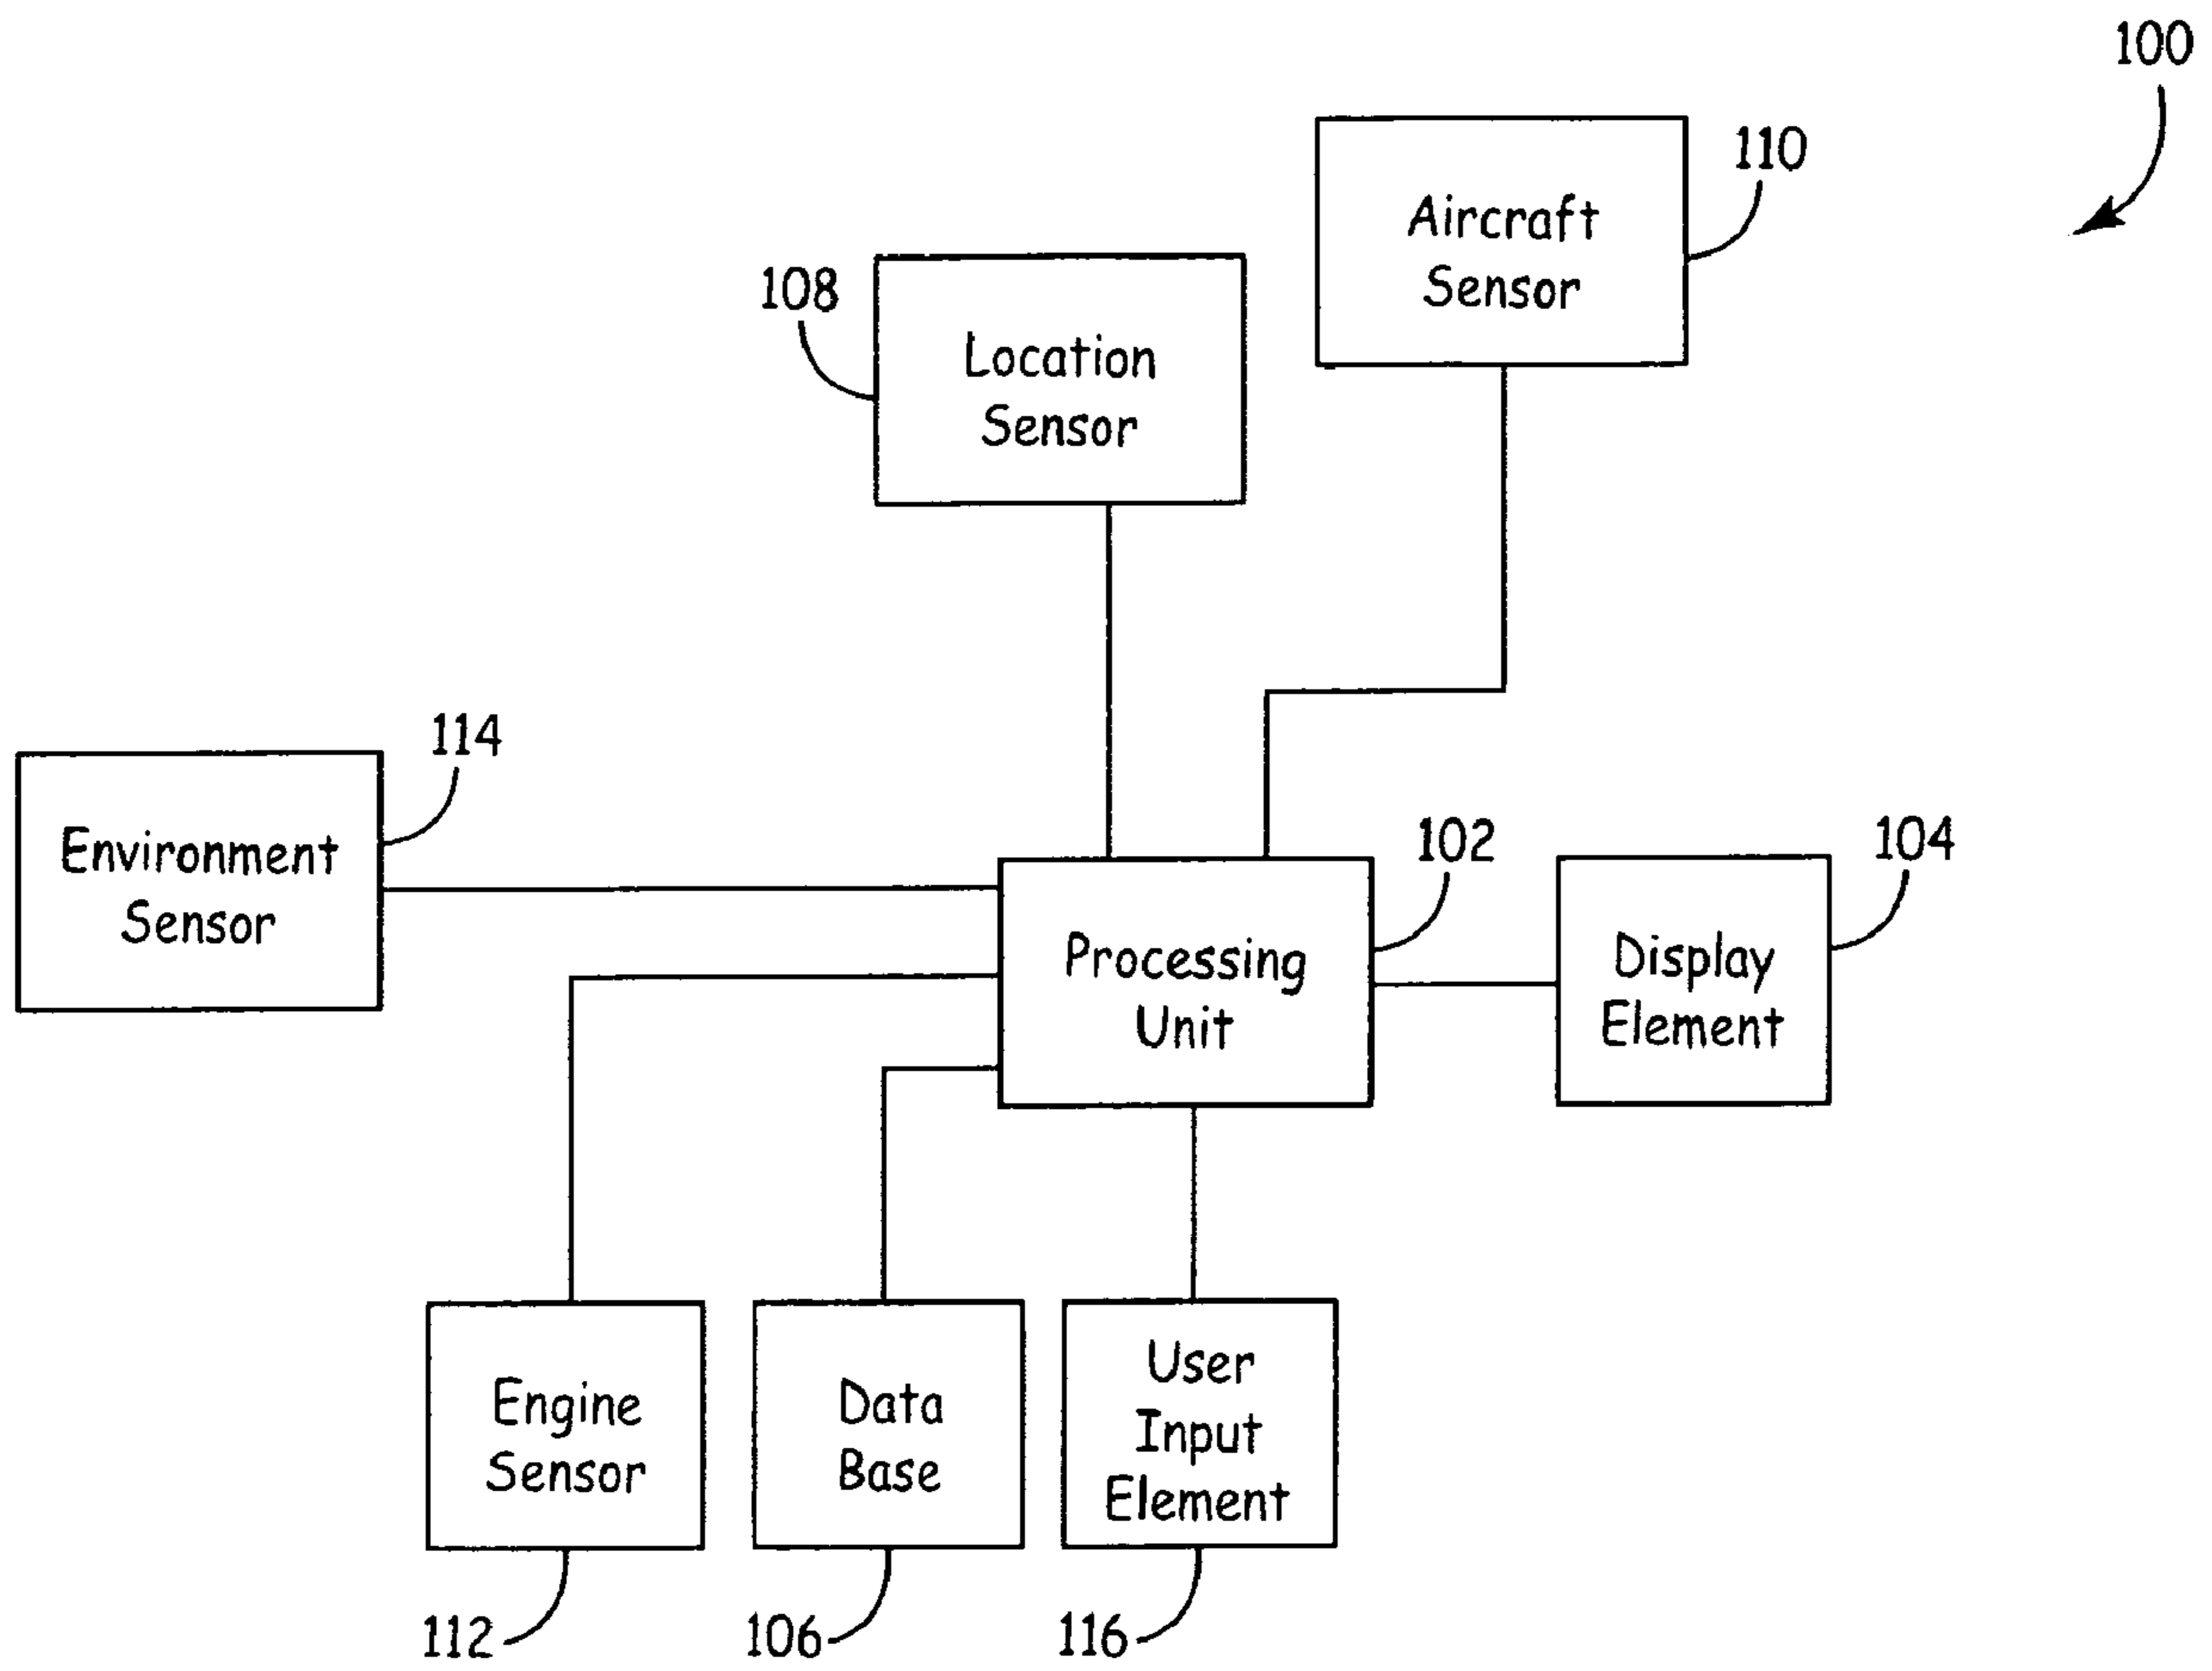 100
110
Aircraft
Sensor
108
Location
Sensor
114
Environment
Sensor
102
Processing
Unit
104
Display
Element
Engine
Sensor
Data
Base
User
Input
Element
112
106
116